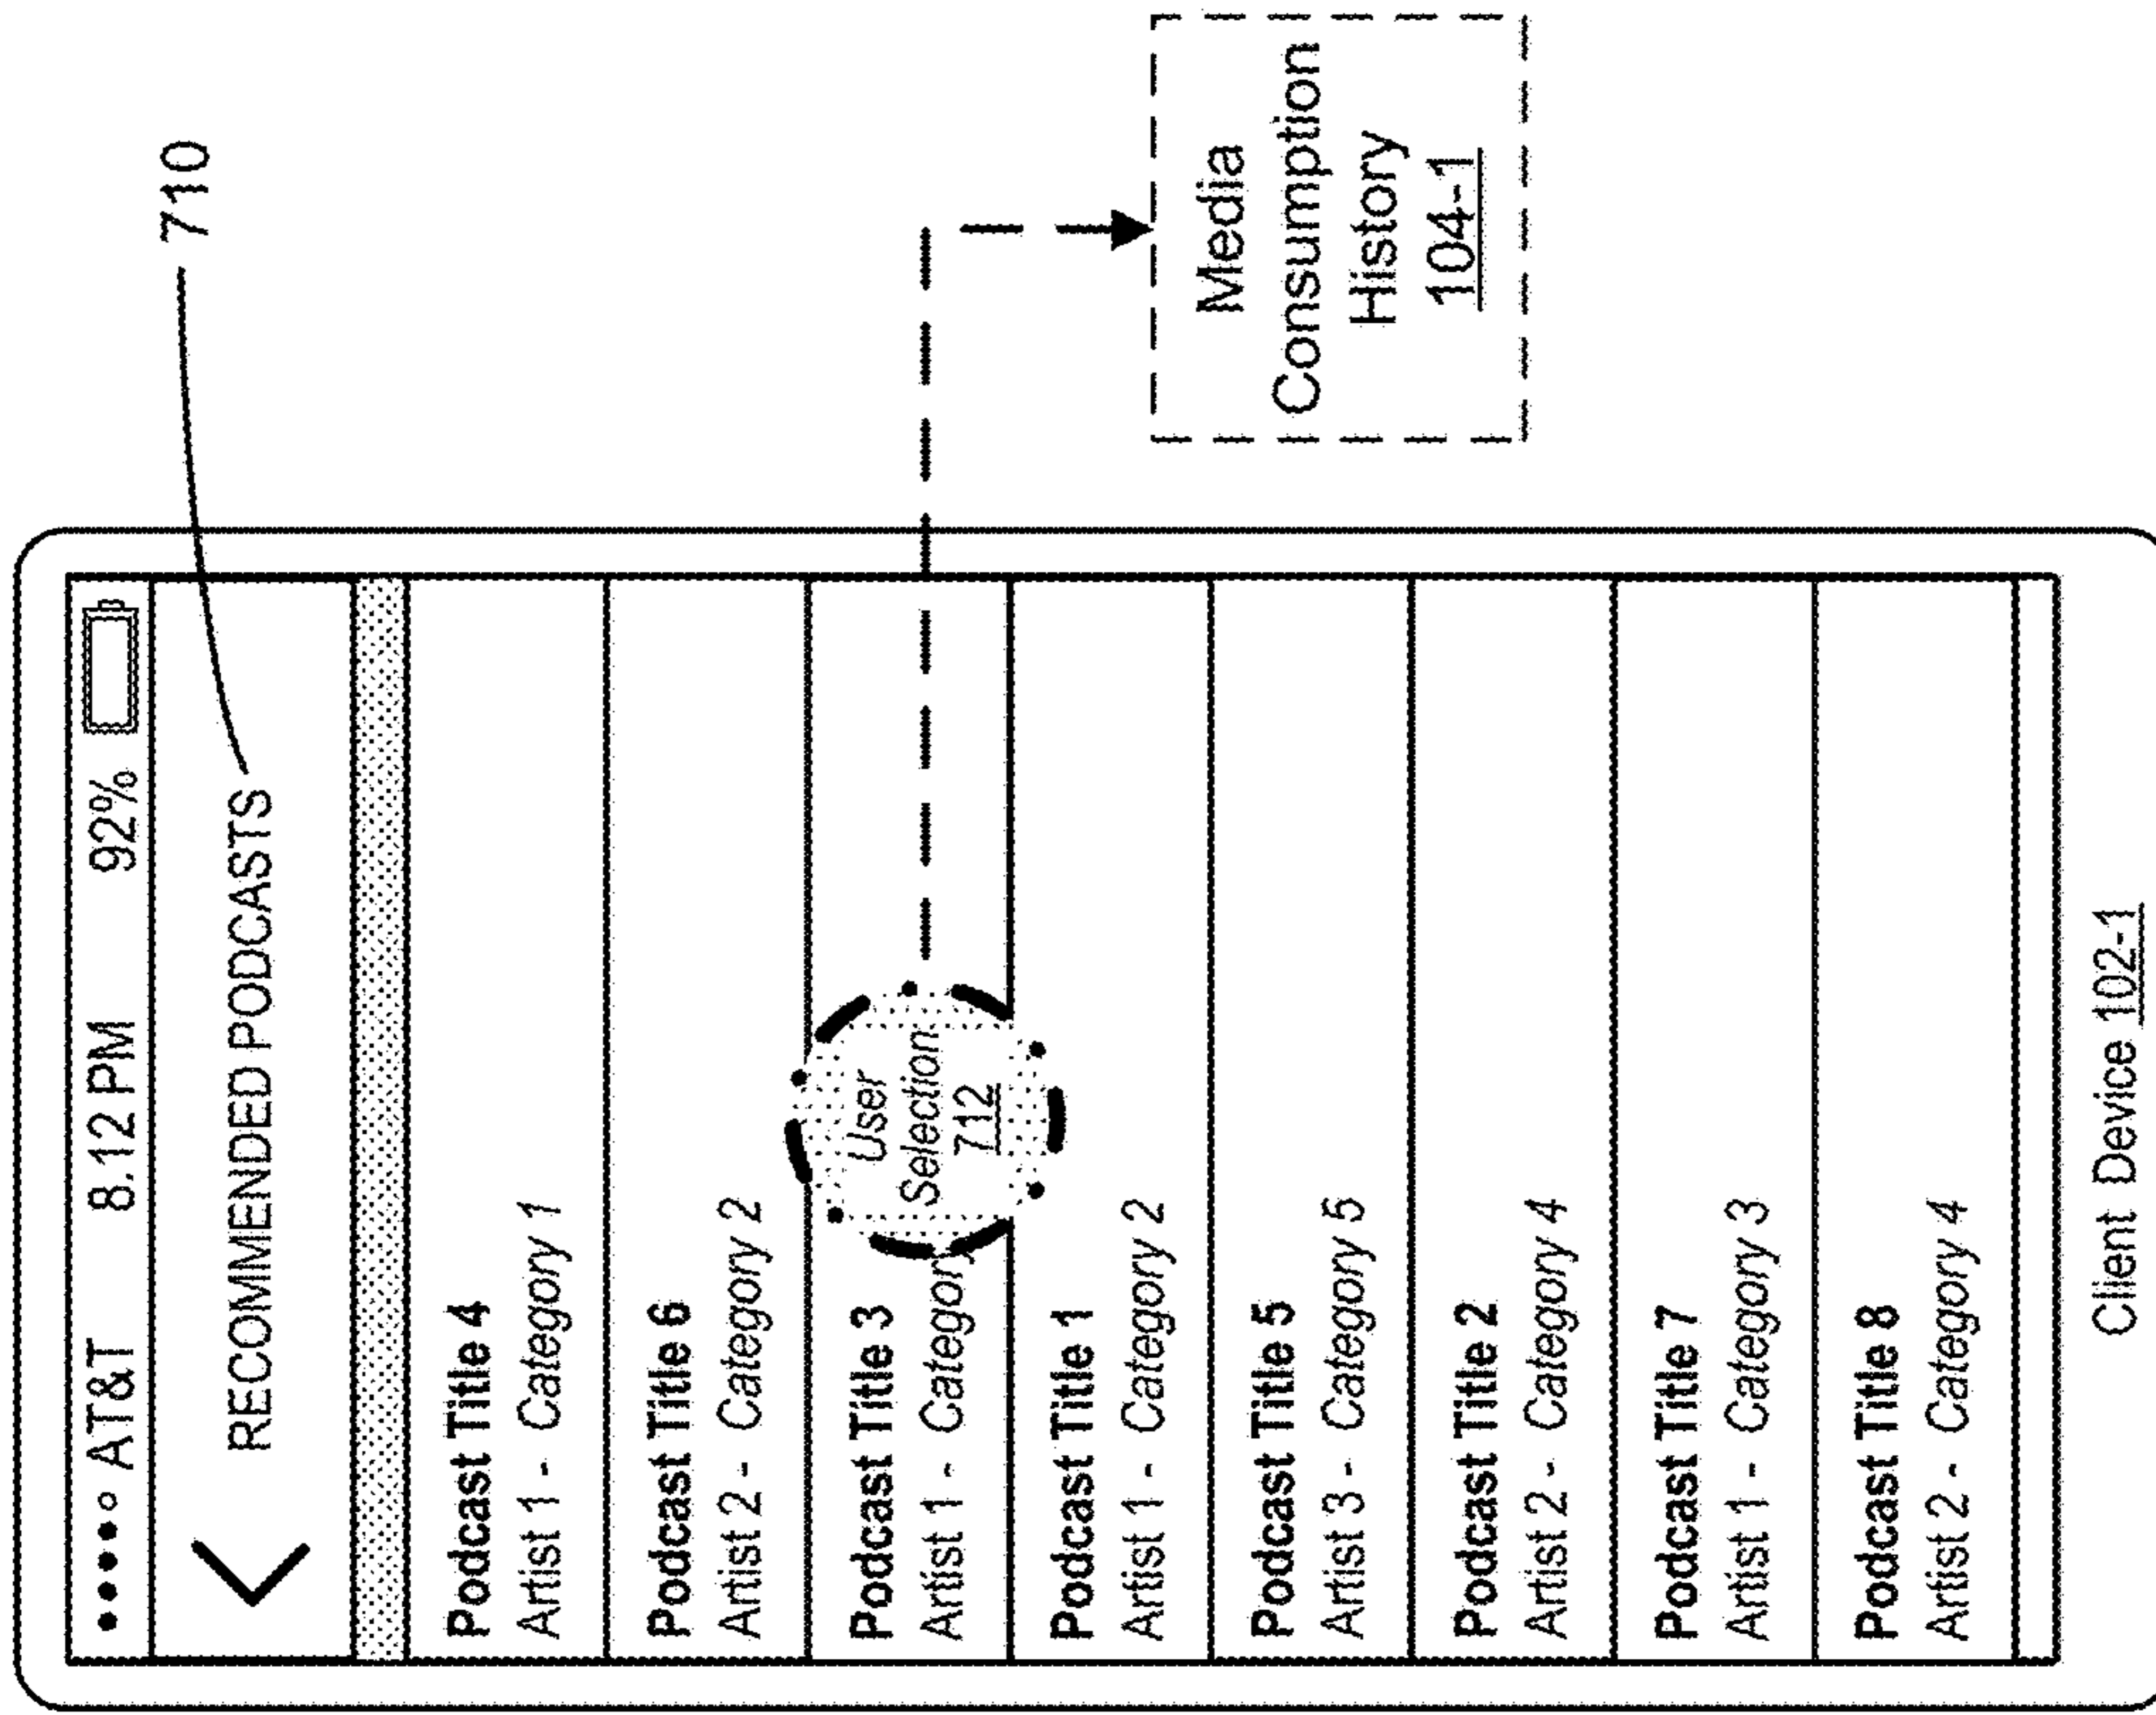 AT&T 8.12 PM 92%
RECOMMENDED PODCASTS
710
Podcast Title 4
Artist 1 - Category 1
Podcast Title 6
Artist 2 - Category 2
Podcast Title 3
Artist 1 - Category
User
Selection
712
Podcast Title 1
Artist 1 - Category 2
Podcast Title 5
Artist 3 - Category 5
Podcast Title 2
Artist 2 - Category 4
Podcast Title 7
Artist 1 - Category 3
Podcast Title 8
Artist 2 - Category 4
Client Device 102-1
Media
Consumption
History
104-1